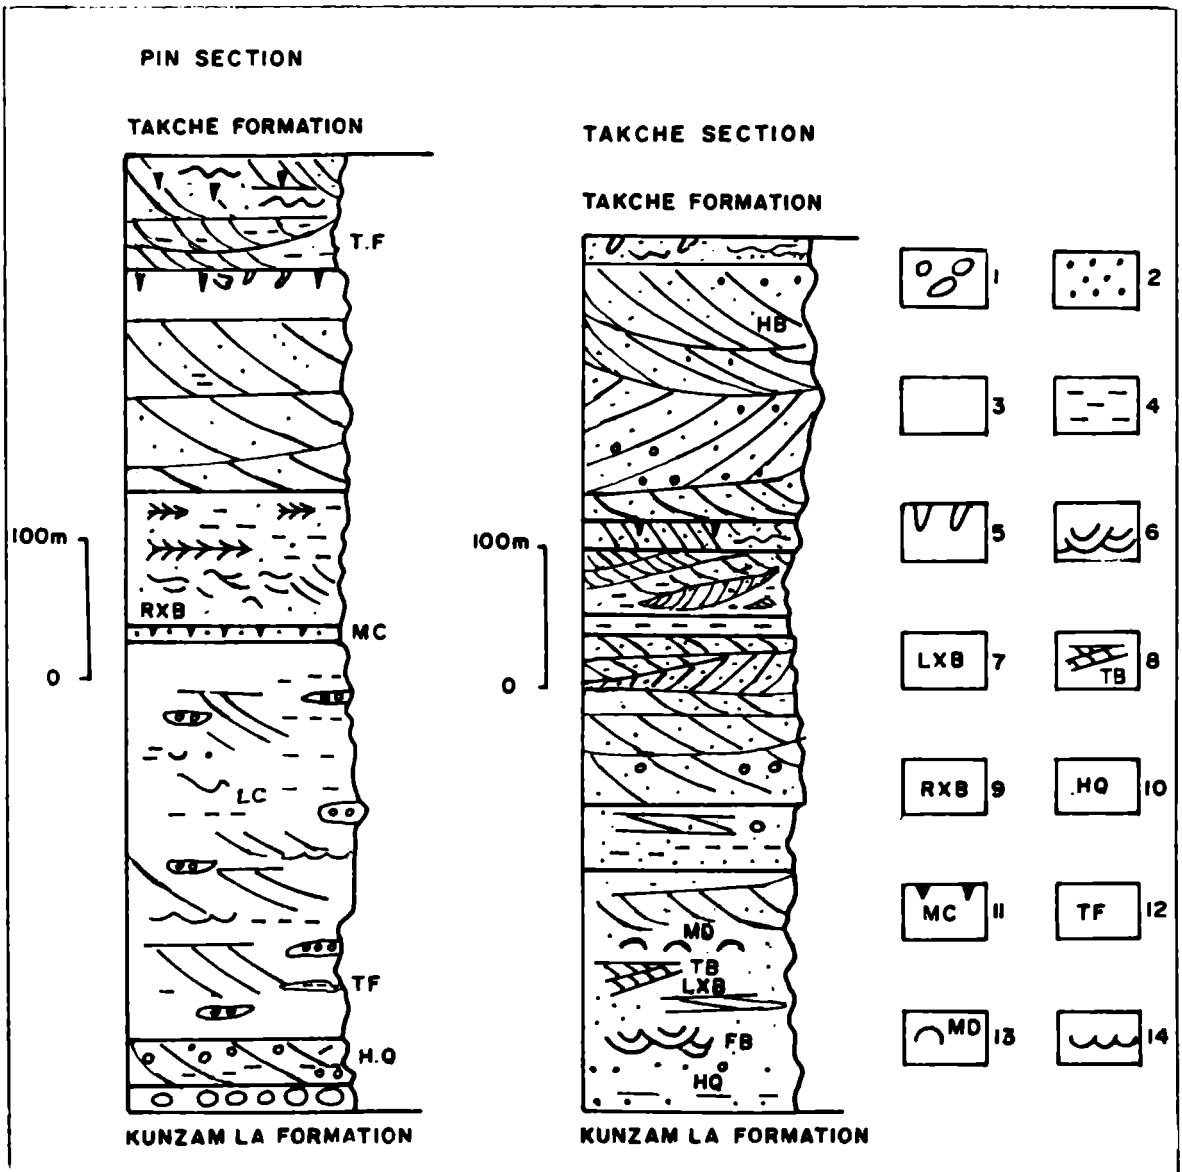 PIN SECTION
TAKCHE FORMATION
T.F
100m
RXB
MC
0
LC
TF
H.Q
KUNZAM LA FORMATION
TAKCHE SECTION
TAKCHE FORMATION
HB
100m
0
MD
TB
LXB
FB
HQ
KUNZAM LA FORMATION
1
2
3
4
5
6
LXB 7
TB 8
RXB 9
HQ 10
MC 11
TF 12
MD 13
14